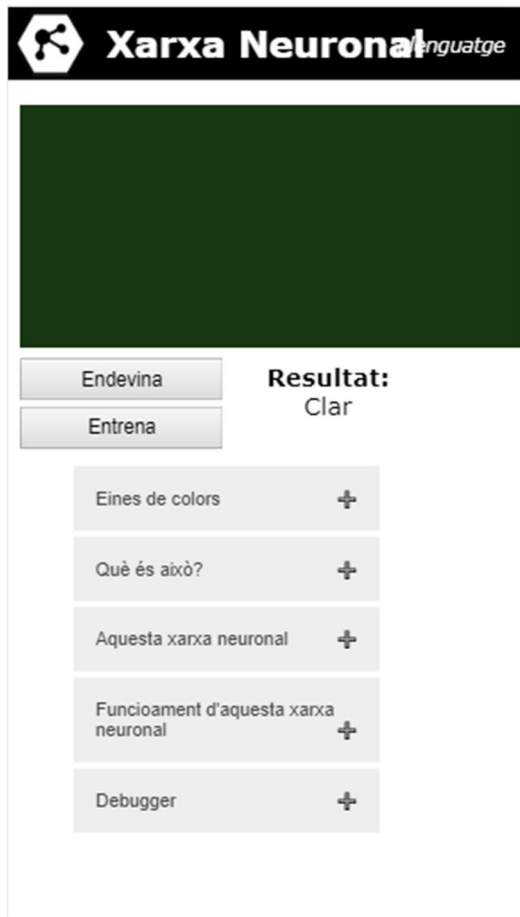 Xarxa Neuronal
lenguatge
Endevina
Resultat:
Clar
Entrena
Eines de colors
Què és això?
Aquesta xarxa neuronal
Funcioament d'aquesta xarxa
neuronal
Debugger